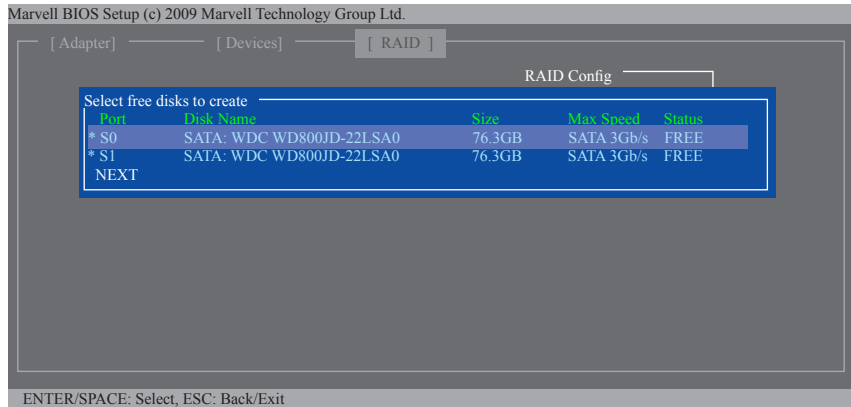 Marvell BIOS Setup (c) 2009 Marvell Technology Group Ltd.
[ Adapter] [ Devices] [ RAID ]
RAID Config
Select free disks to create
Port Disk Name Size Max Speed Status
* S0 SATA: WDC WD800JD-22LSA0 76.3GB SATA 3Gb/s FREE
* S1 SATA: WDC WD800JD-22LSA0 76.3GB SATA 3Gb/s FREE
NEXT
ENTER/SPACE: Select, ESC: Back/Exit